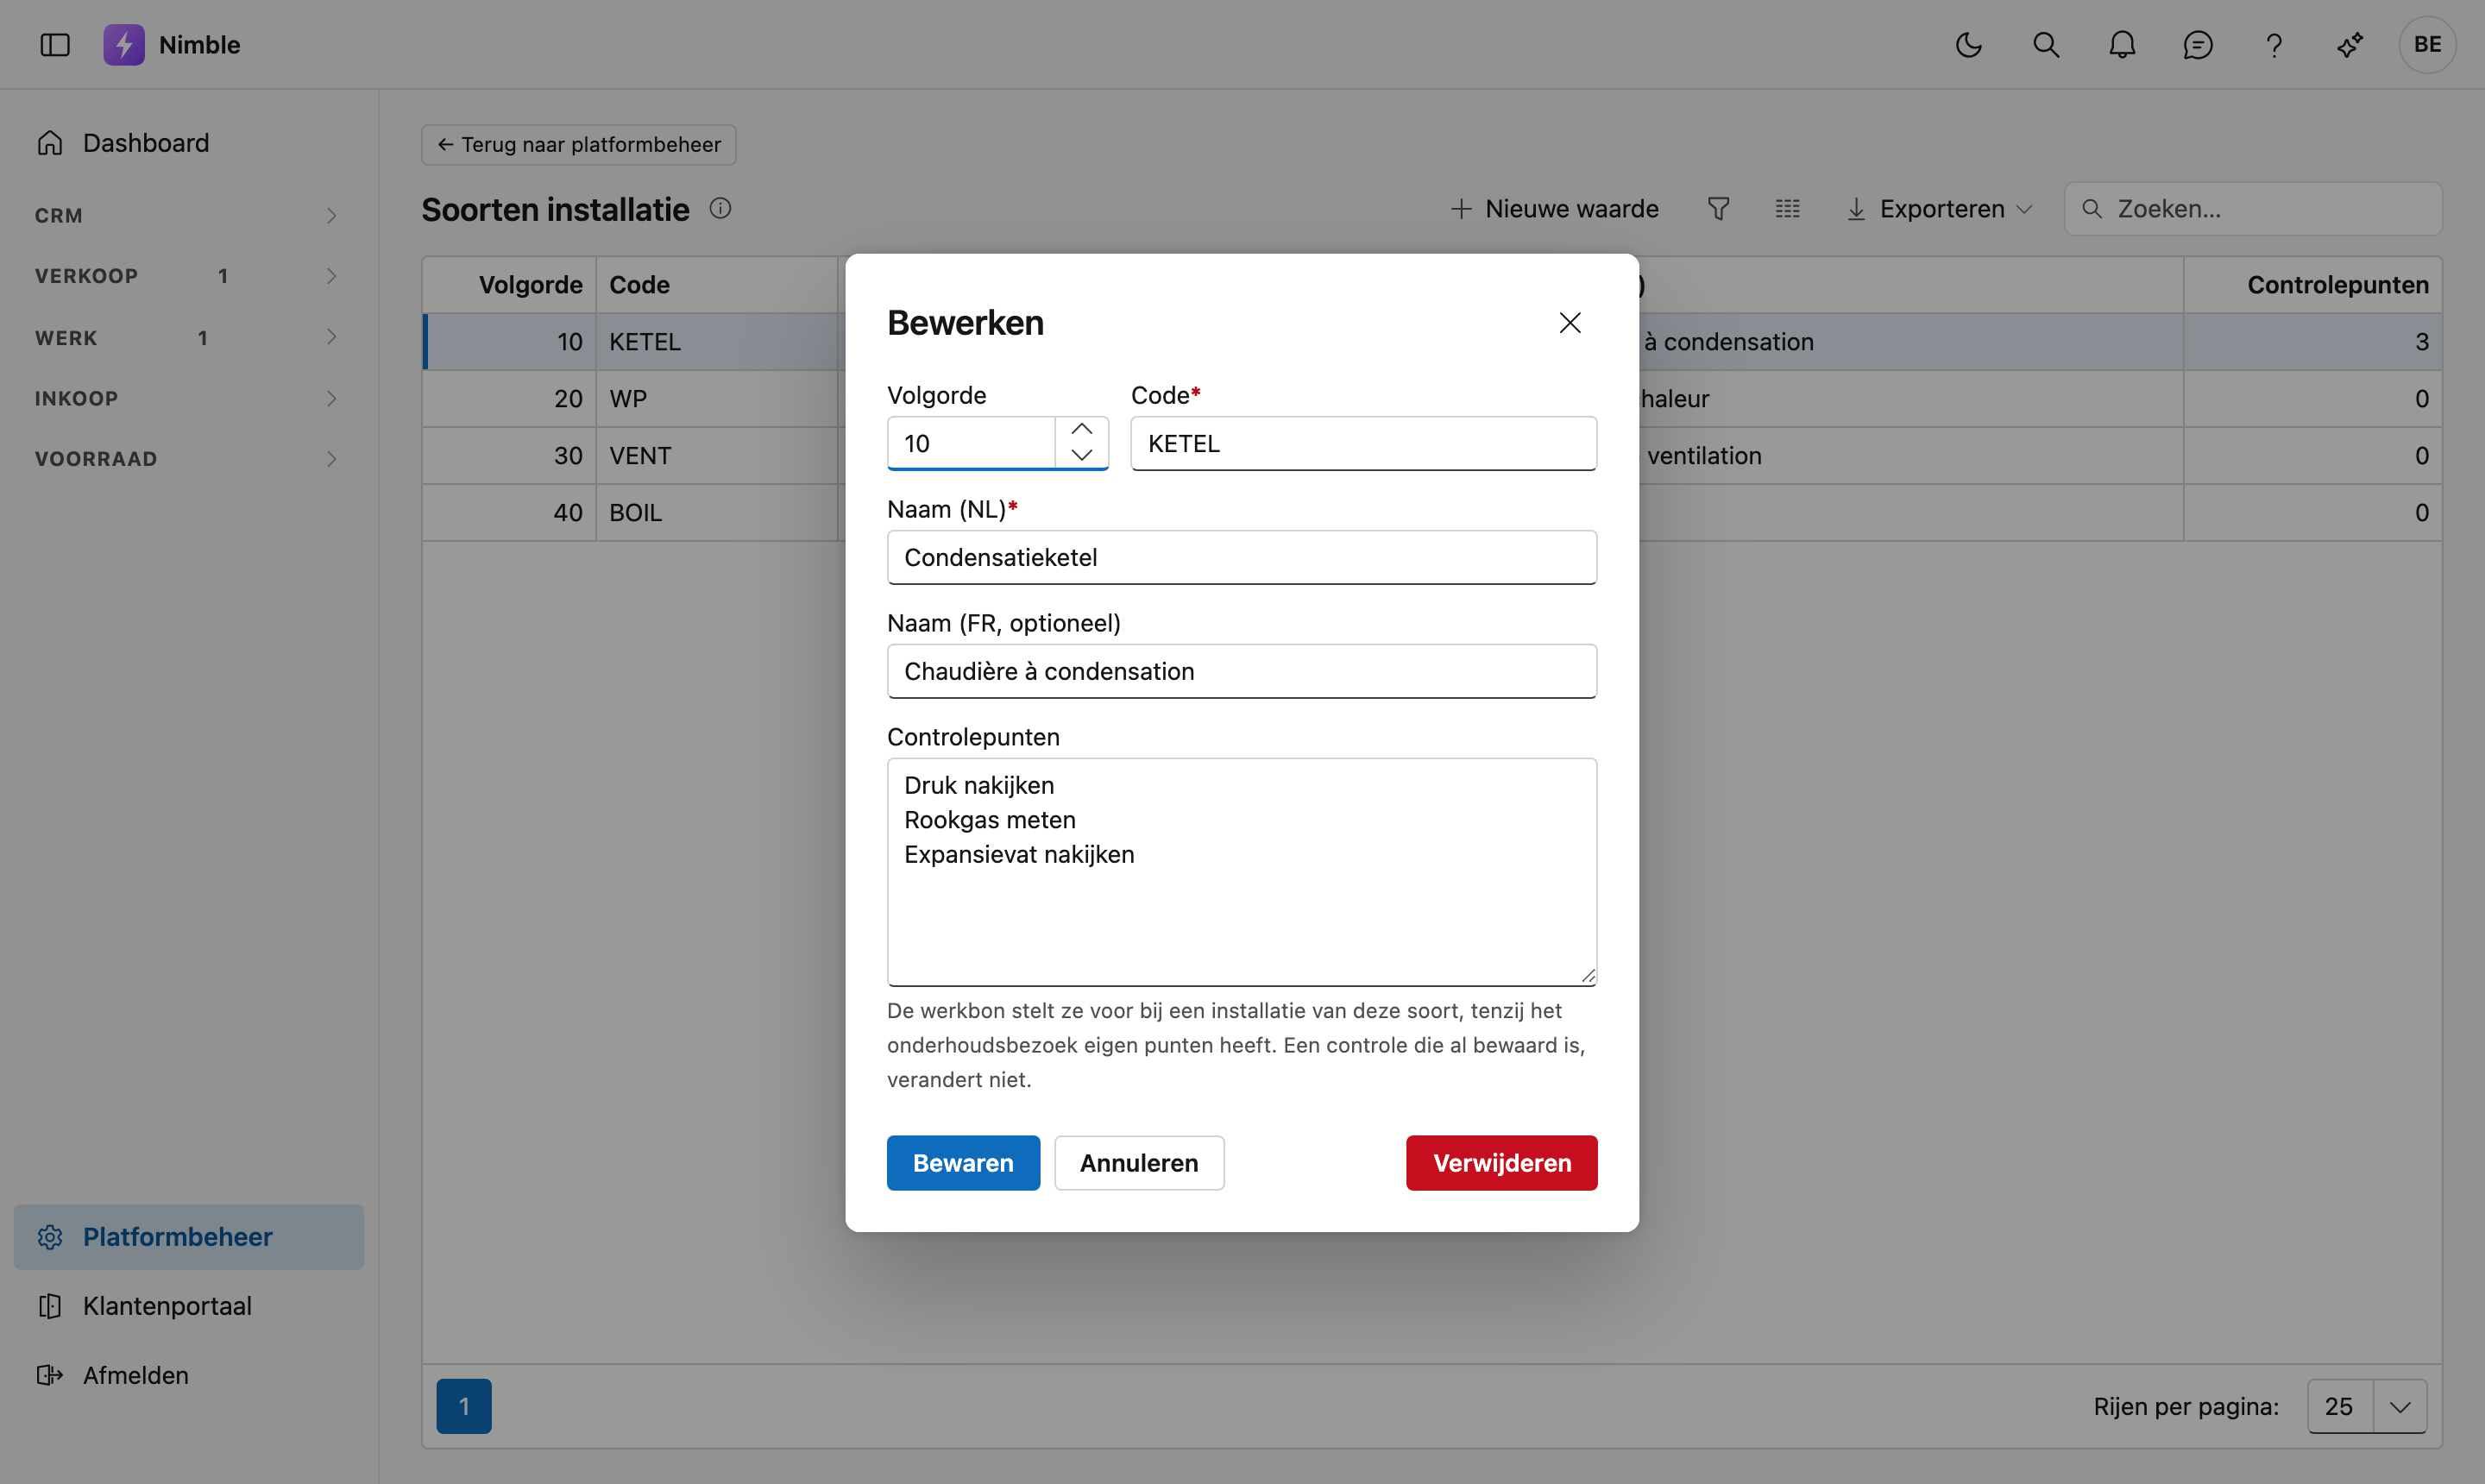 Nimble
BE
Dashboard
CRM
VERKOOP 1
WERK 1
INKOOP
VOORRAAD
Platformbeheer
Klantenportaal
Afmelden
← Terug naar platformbeheer
Soorten installatie
Nieuwe waarde
Exporteren
Zoeken...
Volgorde Code ) Controlepunten
10 KETEL à condensation 3
20 WP haleur 0
30 VENT ventilation 0
40 BOIL 0
Bewerken
Volgorde Code*
10 KETEL
Naam (NL)*
Condensatieketel
Naam (FR, optioneel)
Chaudière à condensation
Controlepunten
Druk nakijken
Rookgas meten
Expansievat nakijken
De werkbon stelt ze voor bij een installatie van deze soort, tenzij het
onderhoudsbezoek eigen punten heeft. Een controle die al bewaard is,
verandert niet.
Bewaren Annuleren Verwijderen
1 Rijen per pagina: 25